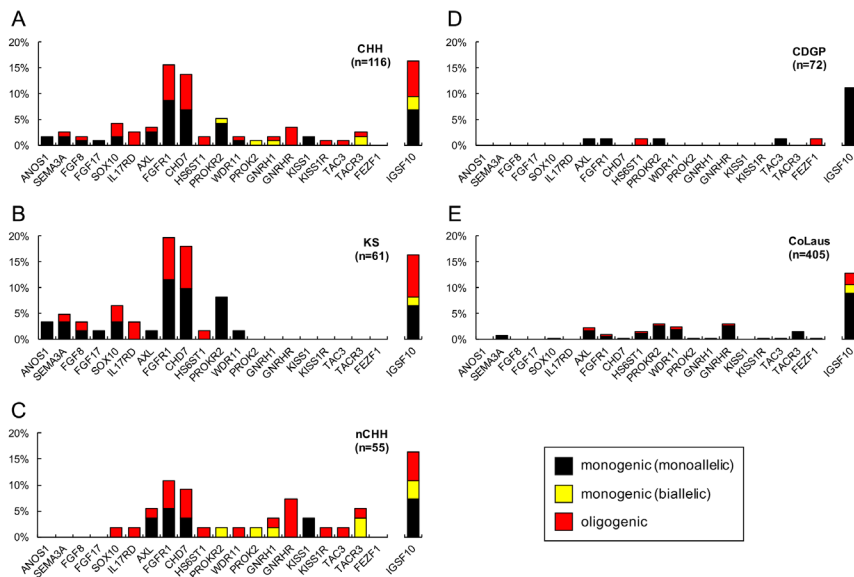 A
CHH
(n=116)
20%
15%
10%
5%
0%
ANOS1
SEMA3A
FGF8
FGF17
SOX10
IL17RD
AXL
FGFR1
CHD7
HS6ST1
PROKR2
WDR11
PROK2
GNRH1
GNRHR
KISS1
KISS1R
TAC3
TACR3
FEZF1
IGSF10
B
KS
(n=61)
20%
15%
10%
5%
0%
ANOS1
SEMA3A
FGF8
FGF17
SOX10
IL17RD
AXL
FGFR1
CHD7
HS6ST1
PROKR2
WDR11
PROK2
GNRH1
GNRHR
KISS1
KISS1R
TAC3
TACR3
FEZF1
IGSF10
C
nCHH
(n=55)
20%
15%
10%
5%
0%
ANOS1
SEMA3A
FGF8
FGF17
SOX10
IL17RD
AXL
FGFR1
CHD7
HS6ST1
PROKR2
WDR11
PROK2
GNRH1
GNRHR
KISS1
KISS1R
TAC3
TACR3
FEZF1
IGSF10
D
CDGP
(n=72)
20%
15%
10%
5%
0%
ANOS1
SEMA3A
FGF8
FGF17
SOX10
IL17RD
AXL
FGFR1
CHD7
HS6ST1
PROKR2
WDR11
PROK2
GNRH1
GNRHR
KISS1
KISS1R
TAC3
TACR3
FEZF1
IGSF10
E
CoLaus
(n=405)
20%
15%
10%
5%
0%
ANOS1
SEMA3A
FGF8
FGF17
SOX10
IL17RD
AXL
FGFR1
CHD7
HS6ST1
PROKR2
WDR11
PROK2
GNRH1
GNRHR
KISS1
KISS1R
TAC3
TACR3
FEZF1
IGSF10
monogenic (monoallelic)
monogenic (biallelic)
oligogenic